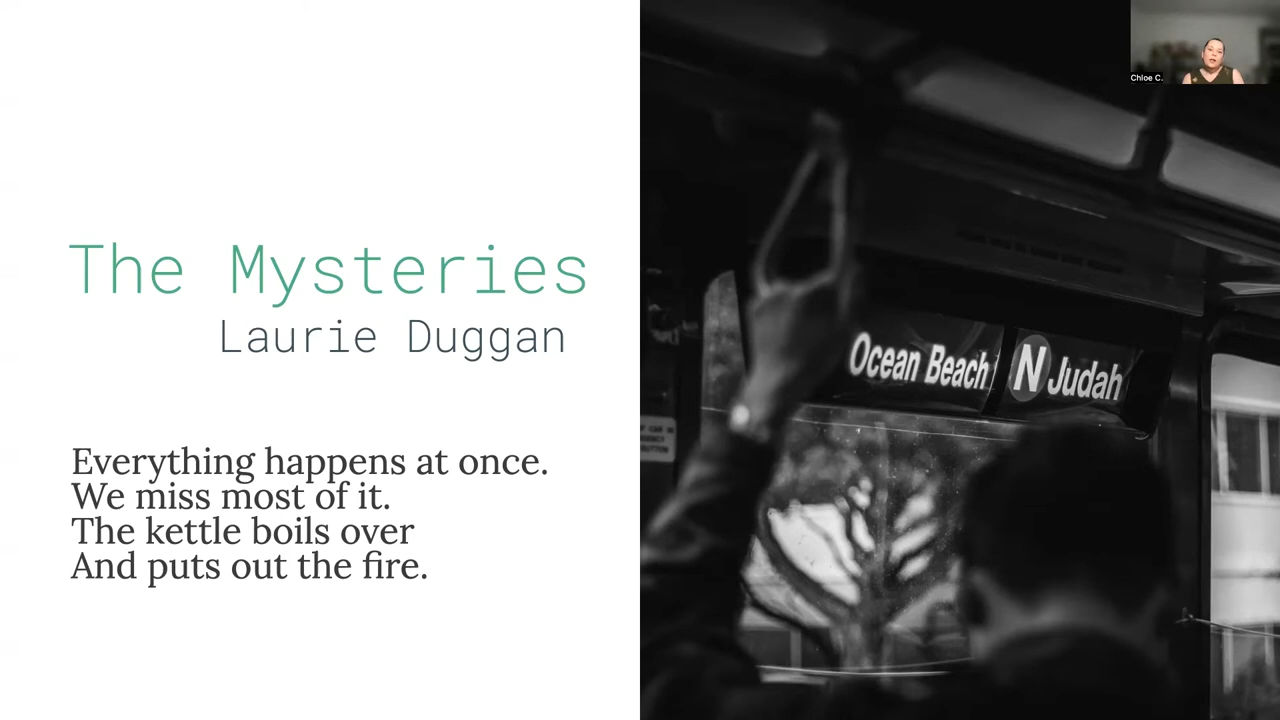 The Mysteries
Laurie Duggan
Everything happens at once.
We miss most of it.
The kettle boils over
And puts out the fire.
Chloe C.
Ocean Beach
N Judah